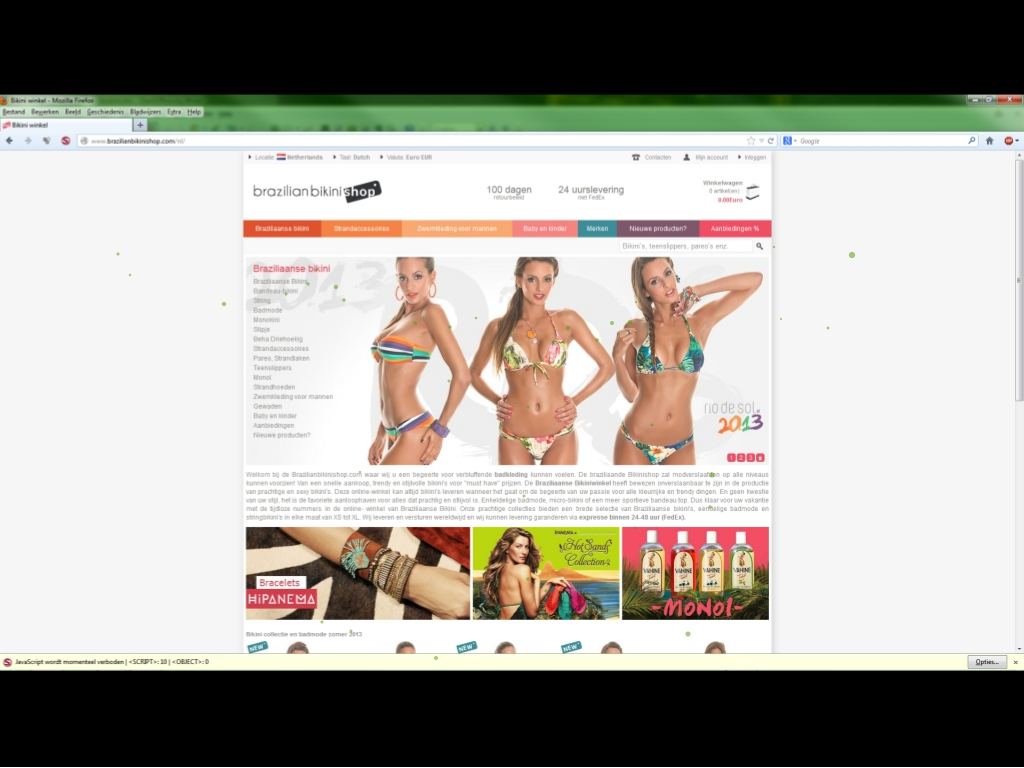 Bikini winkel - Mozilla Firefox
Bestand Bewerken Beeld Geschiedenis Bladwijzers Extra Help
Bikini winkel
www.brazilianbikinishop.com/nl/
Google
Locatie: Netherlands Taal: Dutch Valuta: Euro EUR Contacten Mijn account Inloggen
brazilianbikinishop
100 dagen
retourbeleid
24 uurslevering
met FedEx
Winkelwagen
0 artikel(en)
0.00Euro
Braziliaanse bikini Strandaccessoires Zwemkleding voor mannen Baby en kinder Merken Nieuwe producten? Aanbiedingen %
Bikini's, teenslippers, pareo's enz.
2013
Braziliaanse bikini
Braziliaanse Bikini
Bandeau-bikini
String
Badmode
Monokini
Slipje
Beha Driehoekig
Strandaccessoires
Pareo, Strandlaken
Teenslippers
Monoï
Strandhoeden
Zwemkleding voor mannen
Gewaden
Baby en kinder
Aanbiedingen
Nieuwe producten?
rio de sol
2013
1 2 3
Welkom bij de Brazilianbikinishop.com waar wij u een begeerte voor verbluffende badkleding kunnen voelen. De braziliaande Bikinishop zal modverslaafden op alle niveaus
kunnen voorzien! Van een snelle aankoop, trendy en stijlvolle bikini's voor "must have" prijzen. De Braziliaanse Bikiniwinkel heeft bewezen onverslaanbaar te zijn in de productie
van prachtige en sexy bikini's. Deze online-winkel kan altijd bikini's leveren wanneer het gaat om de begeerte van uw passie voor alle kleurrijke en trendy dingen. En geen kwestie
van uw stijl, het is de favoriete aankoophaven voor alles dat prachtig en stijlvol is. Enkeldelige badmode, micro-bikini of een meer sportieve bandeau top. Dus klaar voor uw vakantie
met de tijdloze nummers in de online- winkel van Braziliaanse Bikini. Onze prachtige collecties bieden een brede selectie van Braziliaanse bikini's, eendelige badmode en
stringbikini's in elke maat van XS tot XL. Wij leveren en versturen wereldwijd en wij kunnen levering garanderen via expresse binnen 24-48 uur (FedEx).
Bracelets
HiPANEMA
IPANEMA
Hot Sands
Collection
VAHINE VAHINE VAHINE VAHINE
-MONOI-
Bikini collectie en badmode zomer 2013
NEW NEW NEW
JavaScript wordt momenteel verboden | <SCRIPT>: 10 | <OBJECT>: 0
Opties...